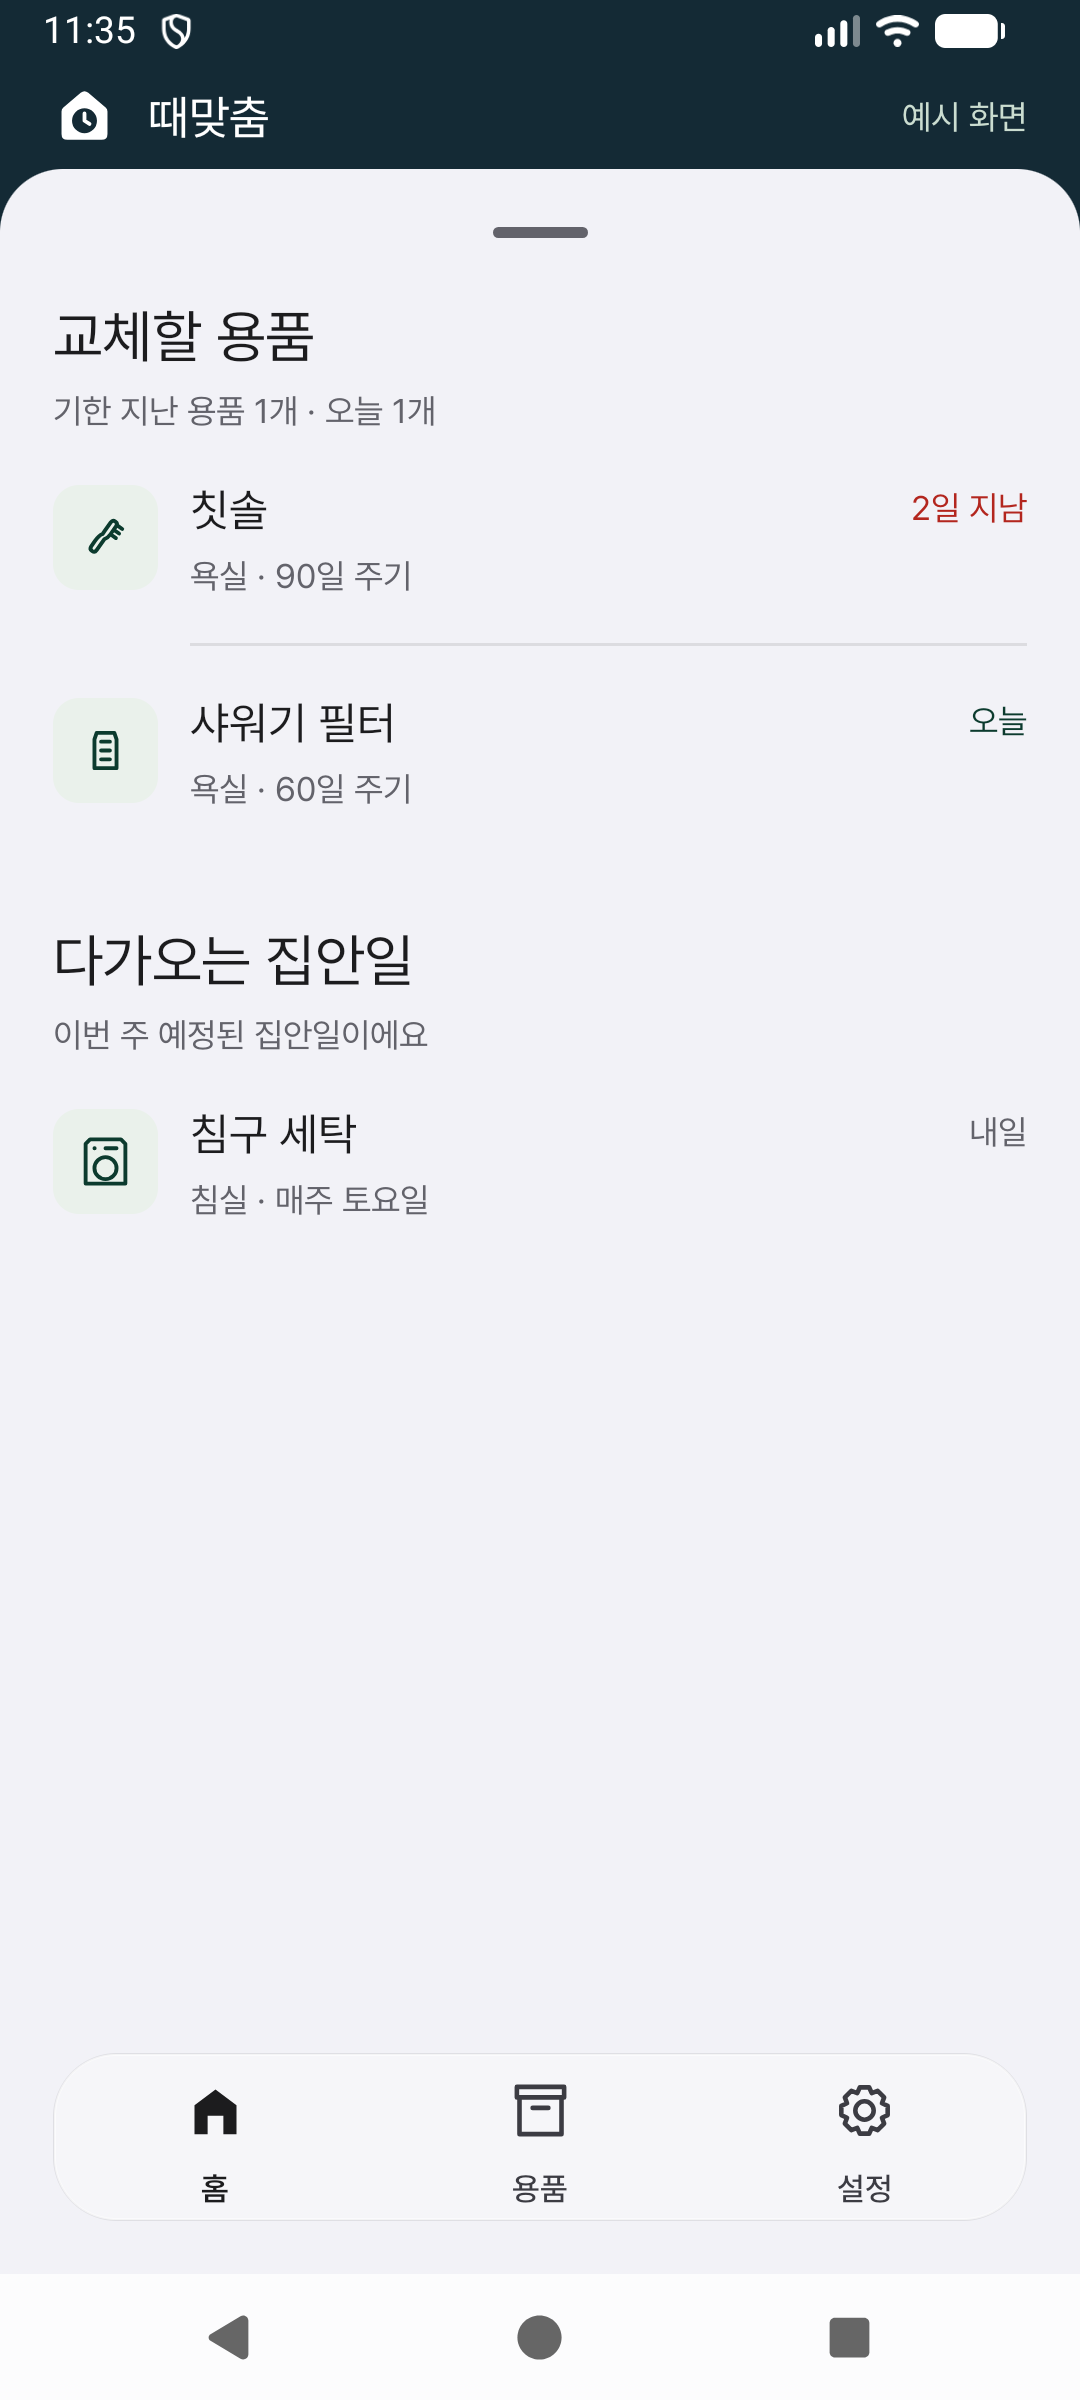 11:35
때맞춤
예시 화면
교체할 용품
기한 지난 용품 1개 · 오늘 1개
칫솔
2일 지남
욕실 · 90일 주기
샤워기 필터
오늘
욕실 · 60일 주기
다가오는 집안일
이번 주 예정된 집안일이에요
침구 세탁
내일
침실 · 매주 토요일
홈
용품
설정